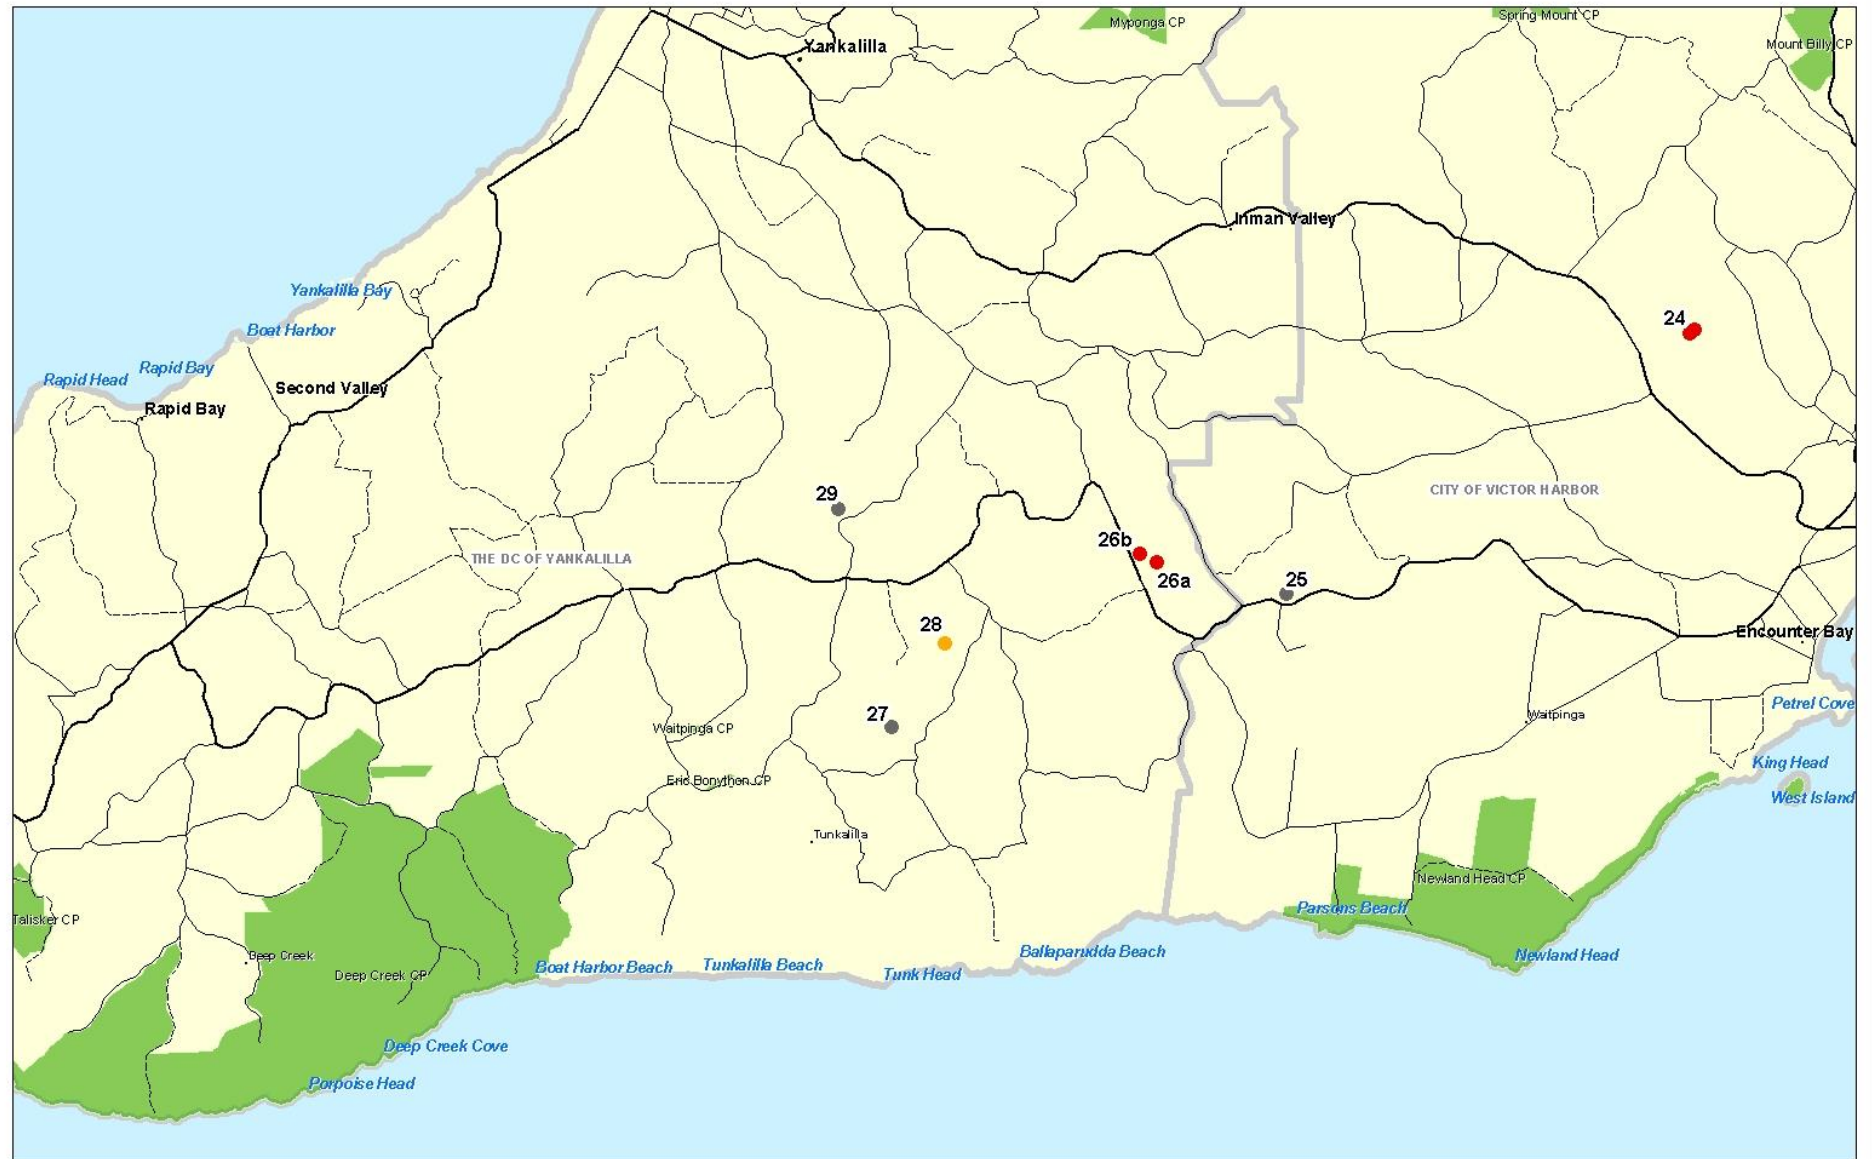 Myponga CP
Spring Mount CP
Yankalilla
Mount Billy CP
Inman Valley
Yankalilla Bay
24
Boat Harbor
Rapid Bay
Rapid Head
Second Valley
Rapid Bay
29
CITY OF VICTOR HARBOR
26b
THE DC OF YANKALILLA
26a
25
28
Encounter Bay
Petrel Cove
27
Waitpinga
Waitpinga CP
King Head
Eric Bonython CP
West Island
Tunkalilla
Newland Head CP
Parsons Beach
Talisker CP
Ballaparudda Beach
Deep Creek
Newland Head
Boat Harbor Beach
Tunkalilla Beach
Tunk Head
Deep Creek CP
Deep Creek Cove
Porpoise Head